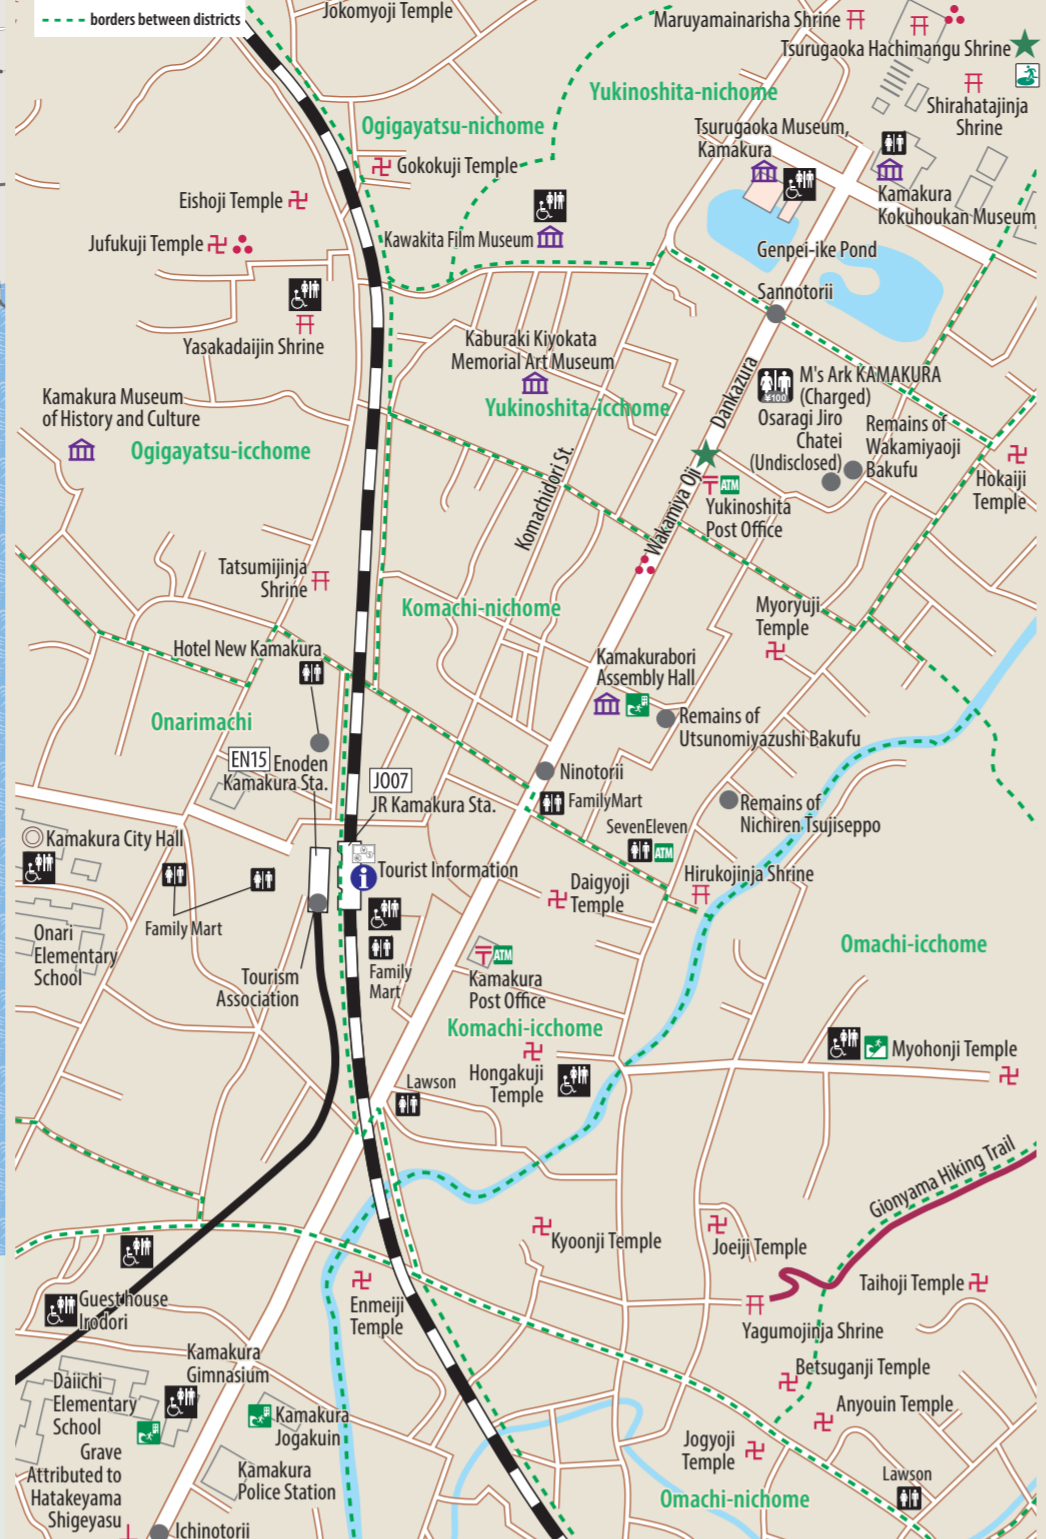 borders between districts
Jokomyoji Temple
Maruyamainarisha Shrine
Tsurugaoka Hachimangu Shrine
Yukinoshita-nichome
Shirahatajinja
Shrine
Ogigayatsu-nichome
Tsurugaoka Museum,
Kamakura
Gokokuji Temple
Eishoji Temple
Kamakura
Kokuhoukan Museum
Jufukuji Temple
Kawakita Film Museum
Genpei-ike Pond
Sannotorii
Yasakadaijin Shrine
Kaburaki Kiyokata
Memorial Art Museum
Dankazura
¥100
M's Ark KAMAKURA
(Charged)
Kamakura Museum
of History and Culture
Yukinoshita-icchome
Osaragi Jiro
Chatei
(Undisclosed)
Remains of
Wakamiyaoji
Bakufu
Ogigayatsu-icchome
Hokaiji
Temple
Komachidori St.
Wakamiya Oji
ATM
Yukinoshita
Post Office
Tatsumijinja
Shrine
Komachi-nichome
Myoryuji
Temple
Hotel New Kamakura
Kamakurabori
Assembly Hall
Onarimachi
Remains of
Utsunomiyazushi Bakufu
EN15
Enoden
Kamakura Sta.
JO07
JR Kamakura Sta.
Ninotorii
FamilyMart
Remains of
Nichiren Tsujiseppo
SevenEleven
ATM
Kamakura City Hall
Tourist Information
i
Daigyoji
Temple
Hirukojinja Shrine
Family Mart
Onari
Elementary
School
Omachi-icchome
Tourism
Association
Family
Mart
ATM
Kamakura
Post Office
Komachi-icchome
Myohonji Temple
Hongakuji
Temple
Lawson
Gionyama Hiking Trail
Kyoonji Temple
Joeiji Temple
Taihoji Temple
Guest house
Irodori
Enmeiji
Temple
Yagumojinja Shrine
Kamakura
Gimnasium
Betsuganji Temple
Daiichi
Elementary
School
Anyouin Temple
Kamakura
Jogakuin
Jogyoji
Temple
Grave
Attributed to
Hatakeyama
Shigeyasu
Kamakura
Police Station
Lawson
Omachi-nichome
Ichinotorii